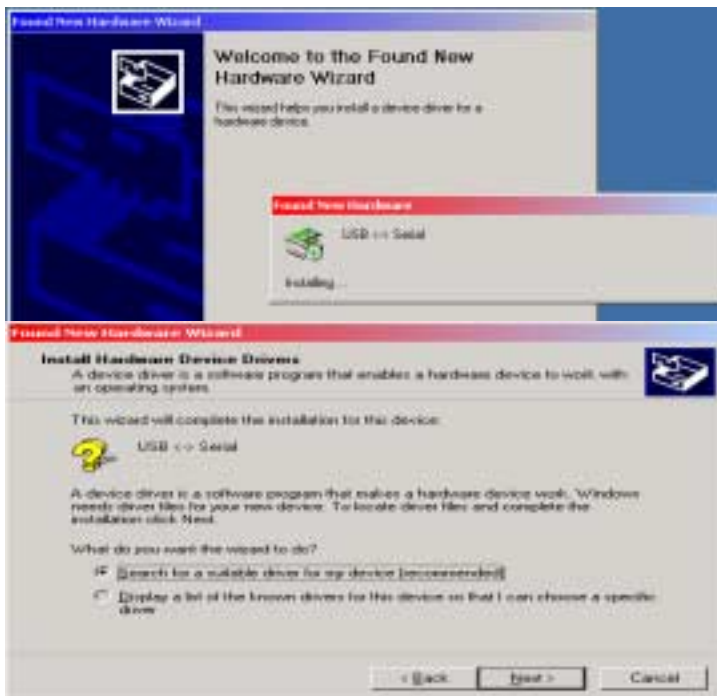 Found New Hardware Wizard
Welcome to the Found New
Hardware Wizard
This wizard helps you install a device driver for a
hardware device.
Found New Hardware
USB <-> Serial
Installing...
Found New Hardware Wizard
Install Hardware Device Drivers
A device driver is a software program that enables a hardware device to work with
an operating system.
This wizard will complete the installation for this device:
USB <-> Serial
A device driver is a software program that makes a hardware device work. Windows
needs driver files for your new device. To locate driver files and complete the
installation click Next.
What do you want the wizard to do?
Search for a suitable driver for my device (recommended)
Display a list of the known drivers for this device so that I can choose a specific
driver
< Back Next > Cancel